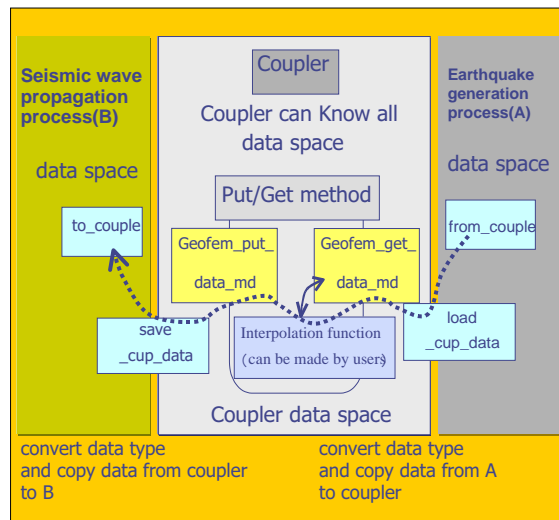 Seismic wave
propagation
process(B)
data space
to_couple
save
_cup_data
Coupler
Coupler can Know all
data space
Put/Get method
Geofem_put_
data_md
Geofem_get_
data_md
Interpolation function
(can be made by users)
Coupler data space
Earthquake
generation
process(A)
data space
from_couple
load
_cup_data
convert data type
and copy data from coupler
to B
convert data type
and copy data from A
to coupler